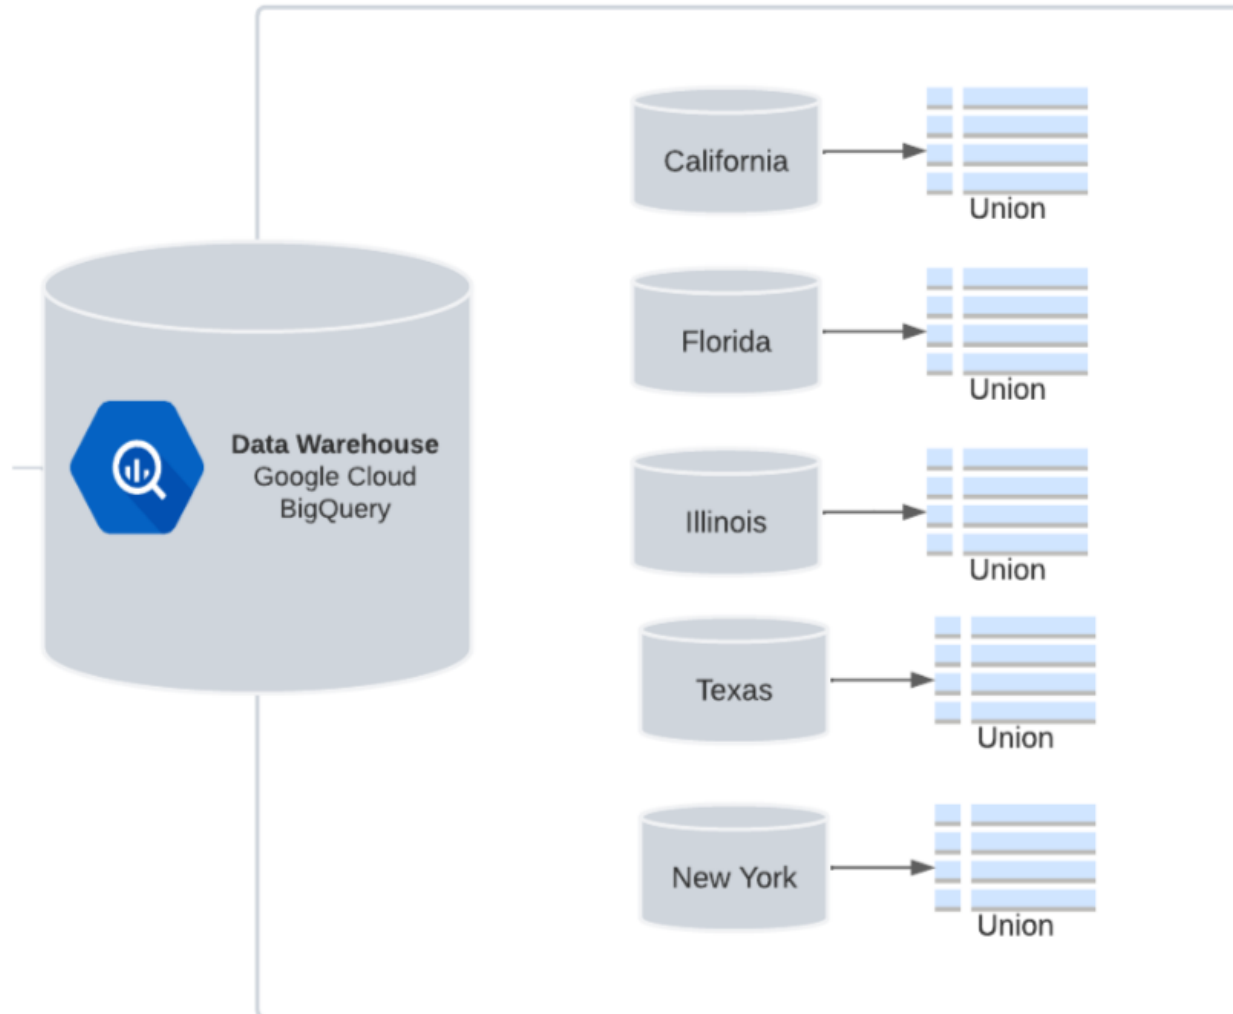 Data Warehouse
Google Cloud
BigQuery
California
Union
Florida
Union
Illinois
Union
Texas
Union
New York
Union